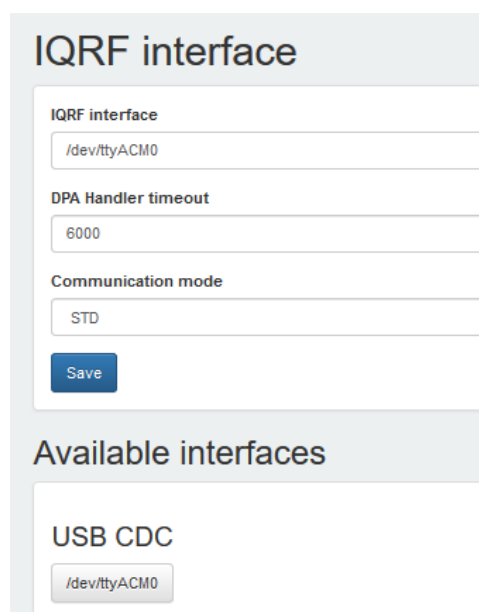 IQRF interface
IQRF interface
/dev/ttyACM0
DPA Handler timeout
6000
Communication mode
STD
Save
Available interfaces
USB CDC
/dev/ttyACM0